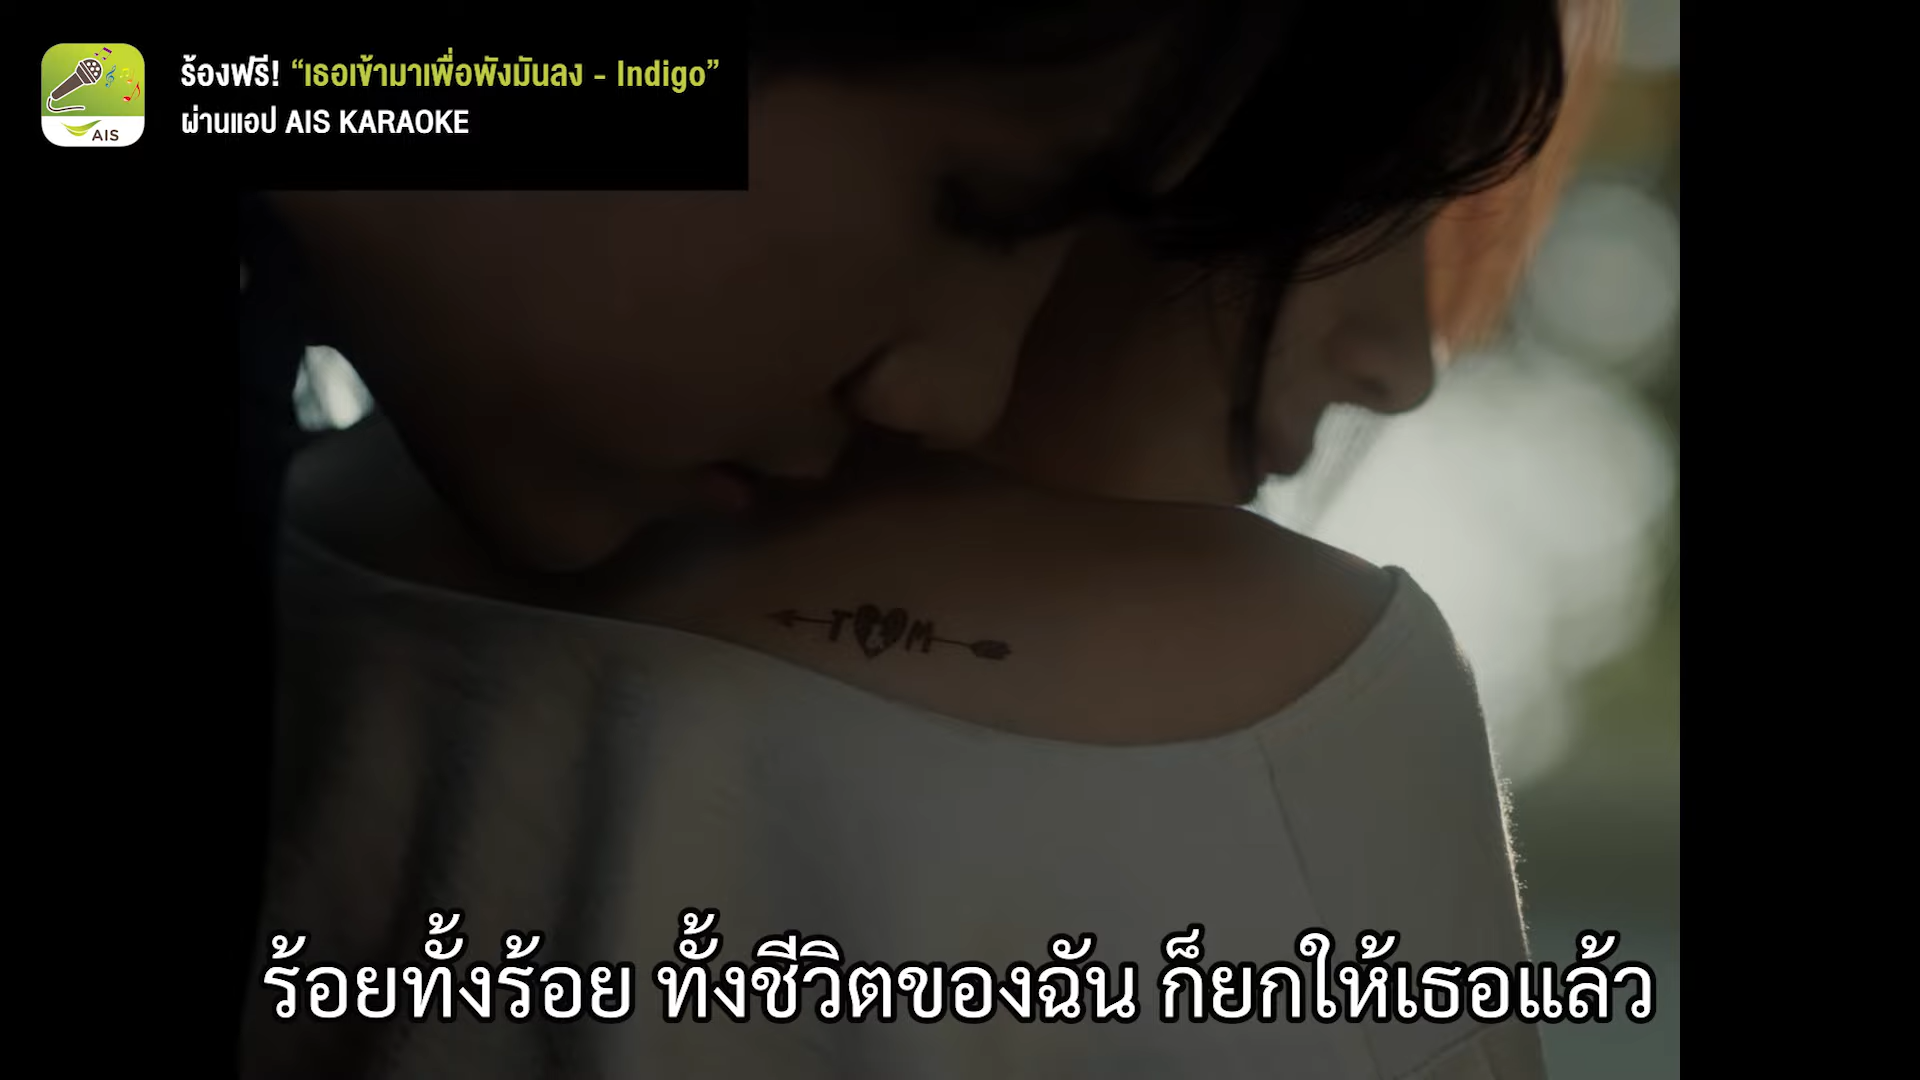 ร้องฟรี! “เธอเข้ามาเพื่อพังมันลง - Indigo”
ผ่านแอป AIS KARAOKE
AIS
T M
ร้อยทั้งร้อย ทั้งชีวิตของฉัน ก็ยกให้เธอแล้ว